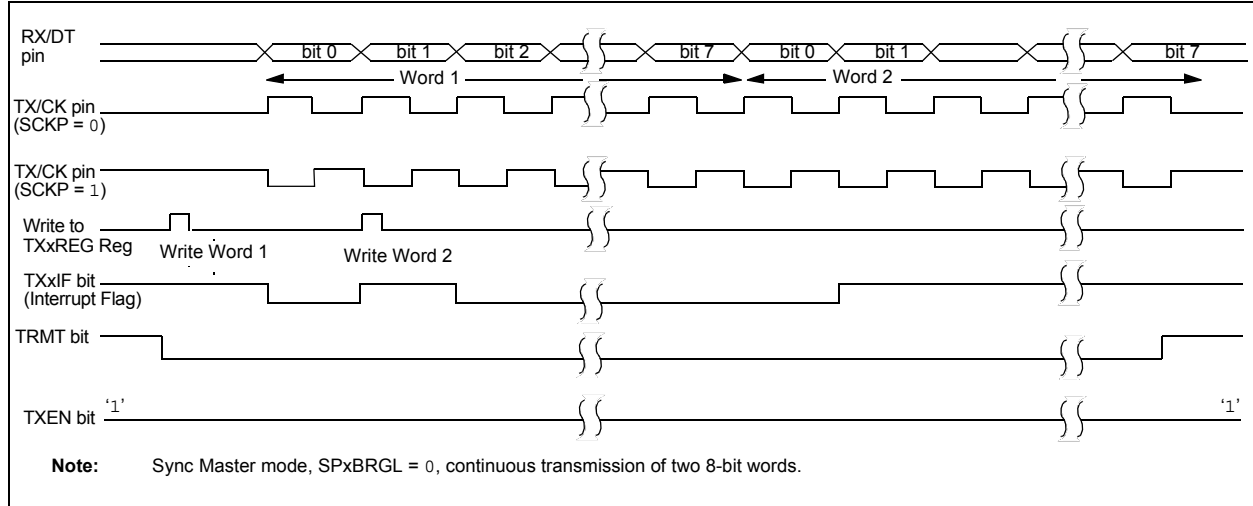 RX/DT
pin
bit 0 bit 1 bit 2 bit 7 bit 0 bit 1 bit 7
Word 1 Word 2
TX/CK pin
(SCKP = 0)
TX/CK pin
(SCKP = 1)
Write to
TXxREG Reg
Write Word 1 Write Word 2
TXxIF bit
(Interrupt Flag)
TRMT bit
'1' '1'
TXEN bit
Note: Sync Master mode, SPxBRGL = 0, continuous transmission of two 8-bit words.